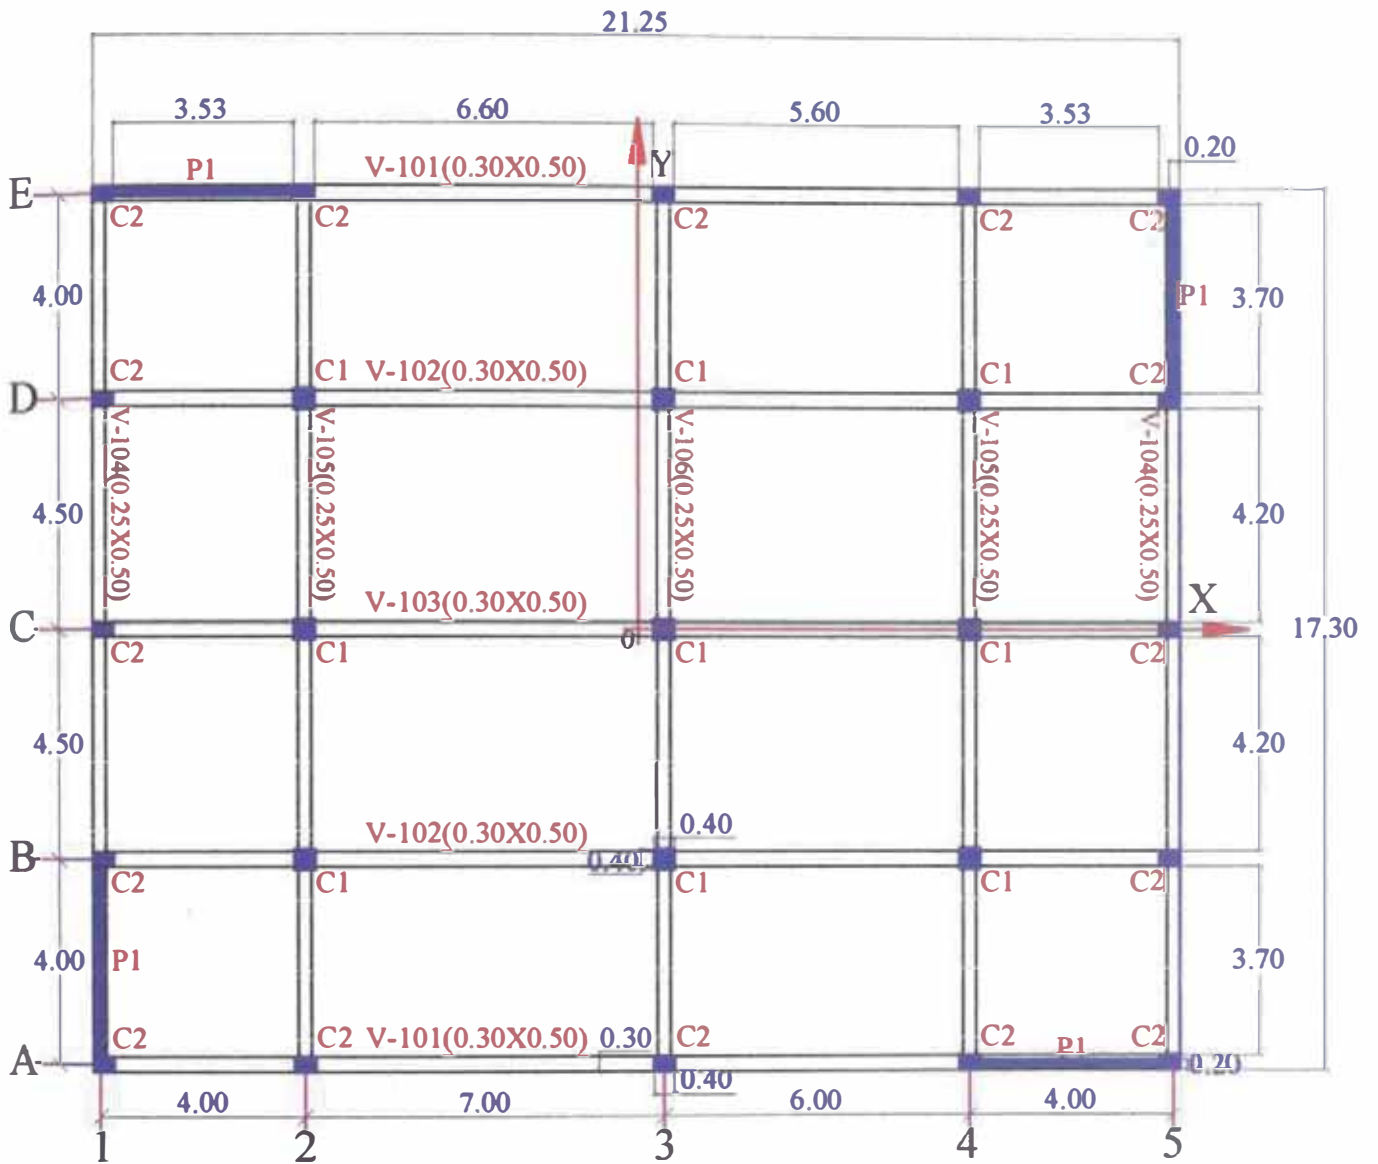 21.25
3.53 6.60 5.60 3.53
0.20
P1 V-101(0.30X0.50) Y
E
C2 C2 C2 C2 C2
4.00 P1 3.70
C2 C1 V-102(0.30X0.50) C1 C1 C2
D
V-104(0.25X0.50) V-105(0.25X0.50) V-106(0.25X0.50) V-105(0.25X0.50) V-104(0.25X0.50)
4.50 4.20
V-103(0.30X0.50) X
C 0 17.30
C2 C1 C1 C1 C2
4.50 4.20
V-102(0.30X0.50) 0.40
B 0.40
C2 C1 C1 C1 C2
4.00 P1 3.70
C2 C2 V-101(0.30X0.50) 0.30 C2 C2 P1 C2
A 0.20
0.40
4.00 7.00 6.00 4.00
1 2 3 4 5